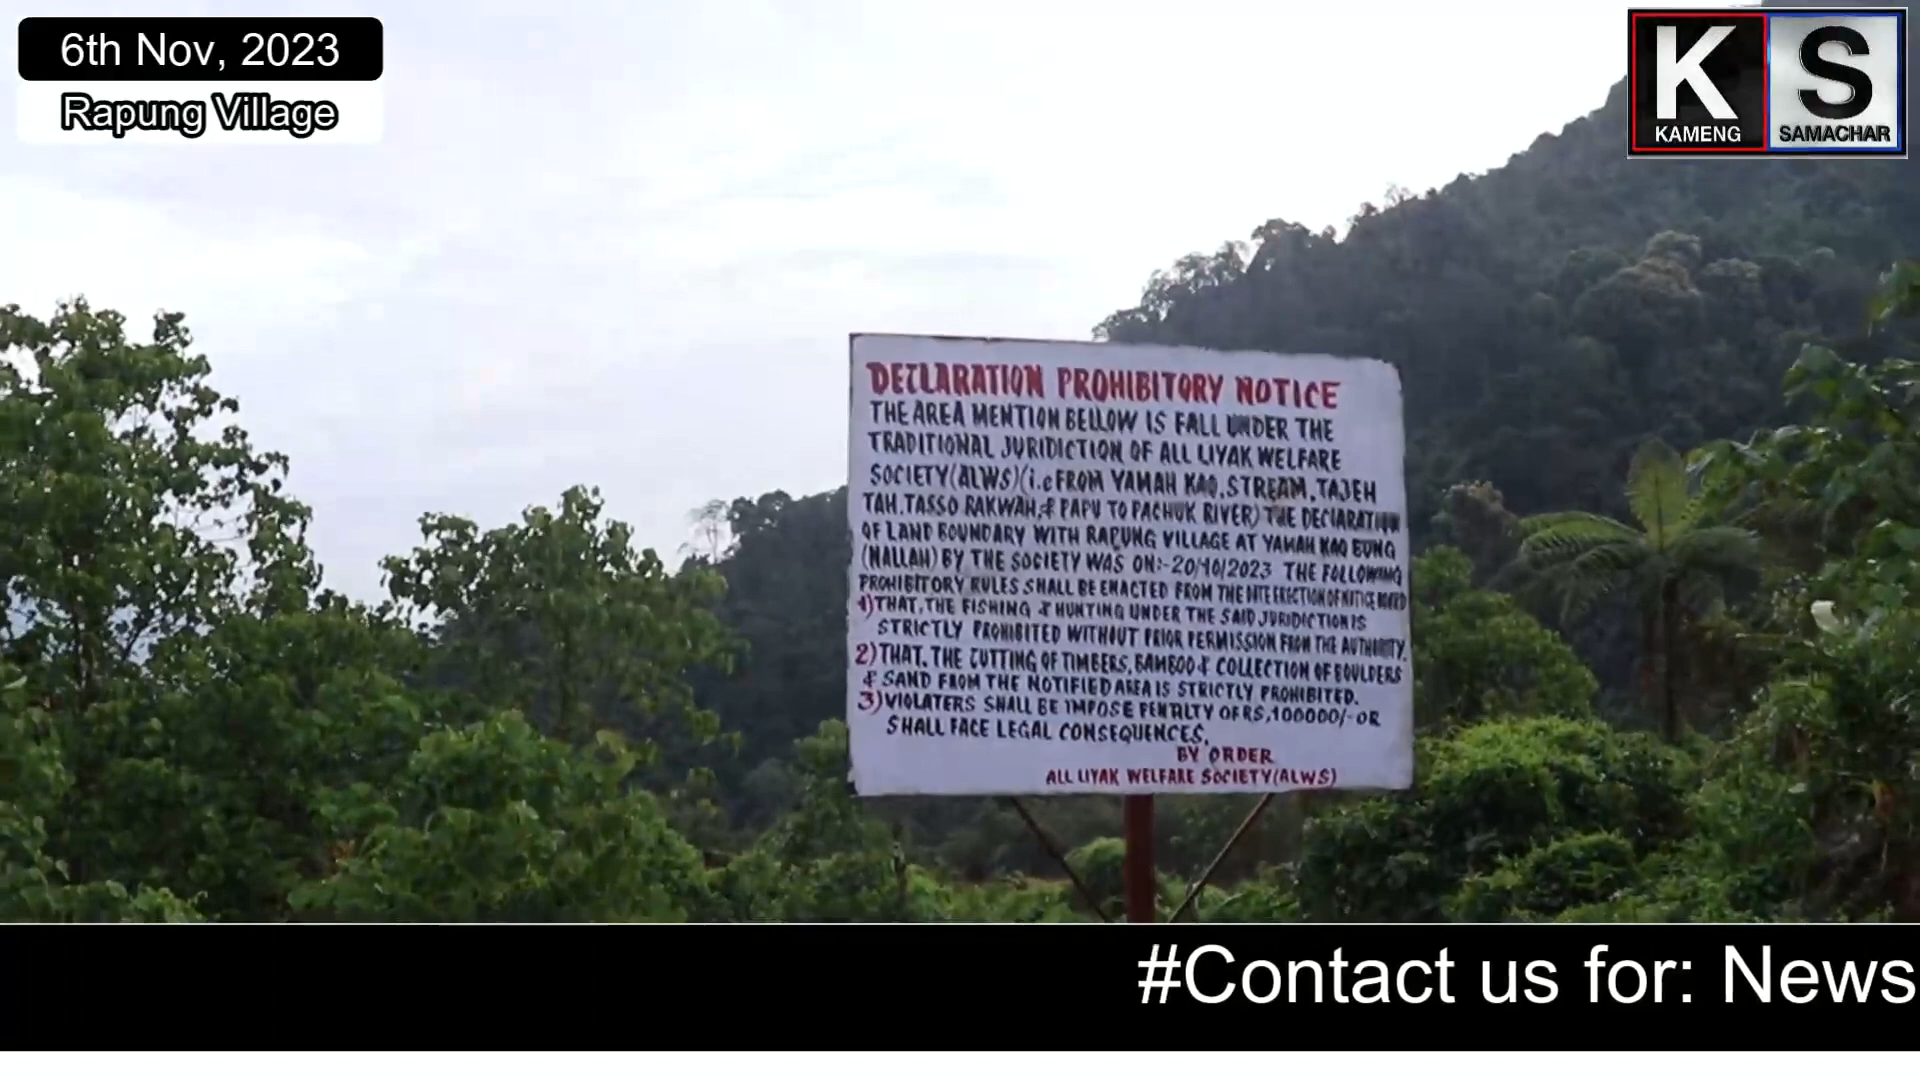 6th Nov, 2023
Rapung Village
K S
KAMENG SAMACHAR
DECLARATION PROHIBITORY NOTICE
THE AREA MENTION BELLOW IS FALL UNDER THE
TRADITIONAL JURIDICTION OF ALL LIYAK WELFARE
SOCIETY(ALWS)(i.e FROM YAMAH KAO, STREAM, TAJEH
TAH, TASSO RAKWAH, & PAPU TO PACHUK RIVER) THE DECLARATION
OF LAND BOUNDARY WITH RAPUNG VILLAGE AT YAMAH KAO BUNG
(NALLAH) BY THE SOCIETY WAS ON:-20/10/2023 THE FOLLOWING
PROHIBITORY RULES SHALL BE ENACTED FROM THE DATE ERECTION OF NOTICE BOARD
1) THAT, THE FISHING & HUNTING UNDER THE SAID JURIDICTION IS
STRICTLY PROHIBITED WITHOUT PRIOR PERMISSION FROM THE AUTHORITY.
2) THAT, THE CUTTING OF TIMBERS, BAMBOO & COLLECTION OF BOULDERS
& SAND FROM THE NOTIFIED AREA IS STRICTLY PROHIBITED.
3) VIOLATERS SHALL BE IMPOSE PENALTY OF RS, 100000/- OR
SHALL FACE LEGAL CONSEQUENCES.
BY ORDER
ALL LIYAK WELFARE SOCIETY(ALWS)
#Contact us for: News